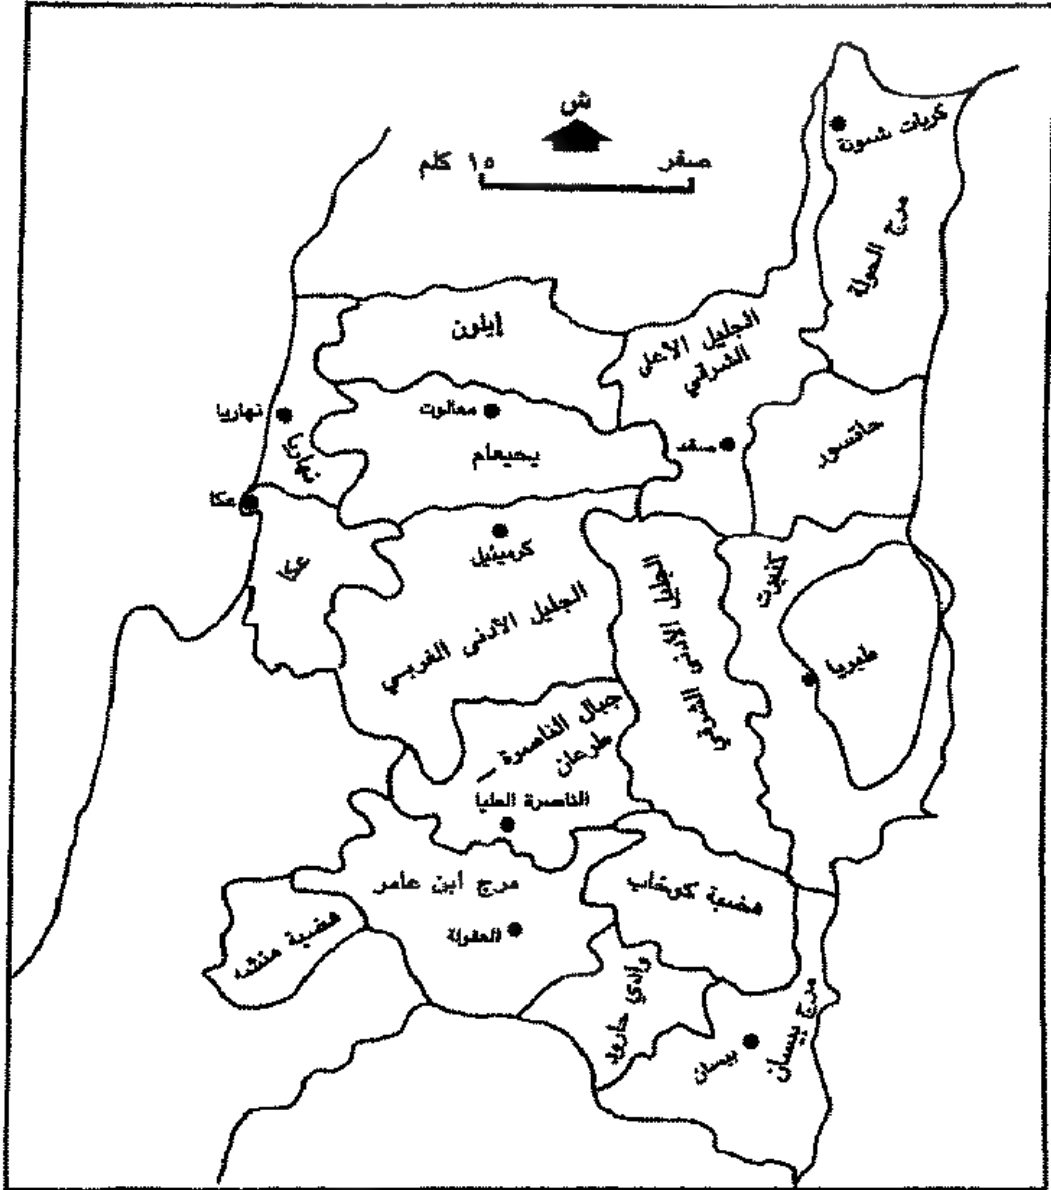 ش
صفر ١٥ كلم
كريات شمونة
مرج الحولة
إيلون
الجليل الأعلى
الشرقي
نهاريا
معالوت
صفد
حاتسور
نهاريا
يحيعام
عكا
كرميئيل
عكا
الجليل الأدنى الغربي
الجليل الأدنى الشرقي
كنيرت
طبريا
جبال الناصرة –
طرعان
الناصرة العليا
مرج ابن عامر
هضبة كوخاب
العفولة
هضبة منشه
وادي حارود
مرج بيسان
بيسان